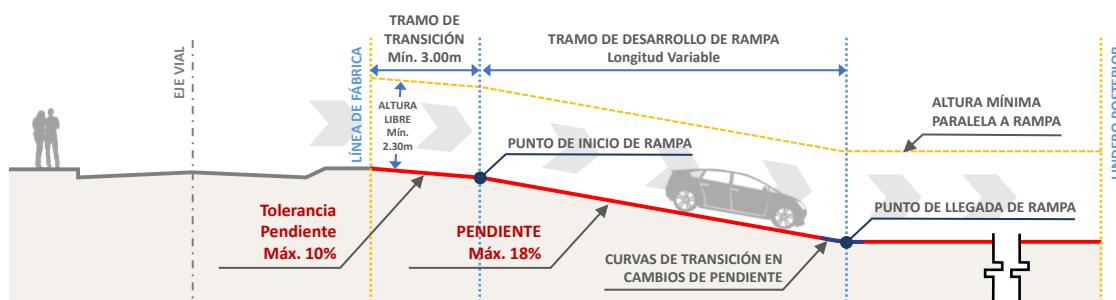 TRAMO DE
TRANSICIÓN
Mín. 3.00m
TRAMO DE DESARROLLO DE RAMPA
Longitud Variable
EJE VIAL
LÍNEA DE FÁBRICA
ALTURA
LIBRE
Mín.
2.30m
ALTURA MÍNIMA
PARALELA A RAMPA
PUNTO DE INICIO DE RAMPA
PUNTO DE LLEGADA DE RAMPA
Tolerancia
Pendiente
Máx. 10%
PENDIENTE
Máx. 18%
CURVAS DE TRANSICIÓN EN
CAMBIOS DE PENDIENTE
POSTERIOR